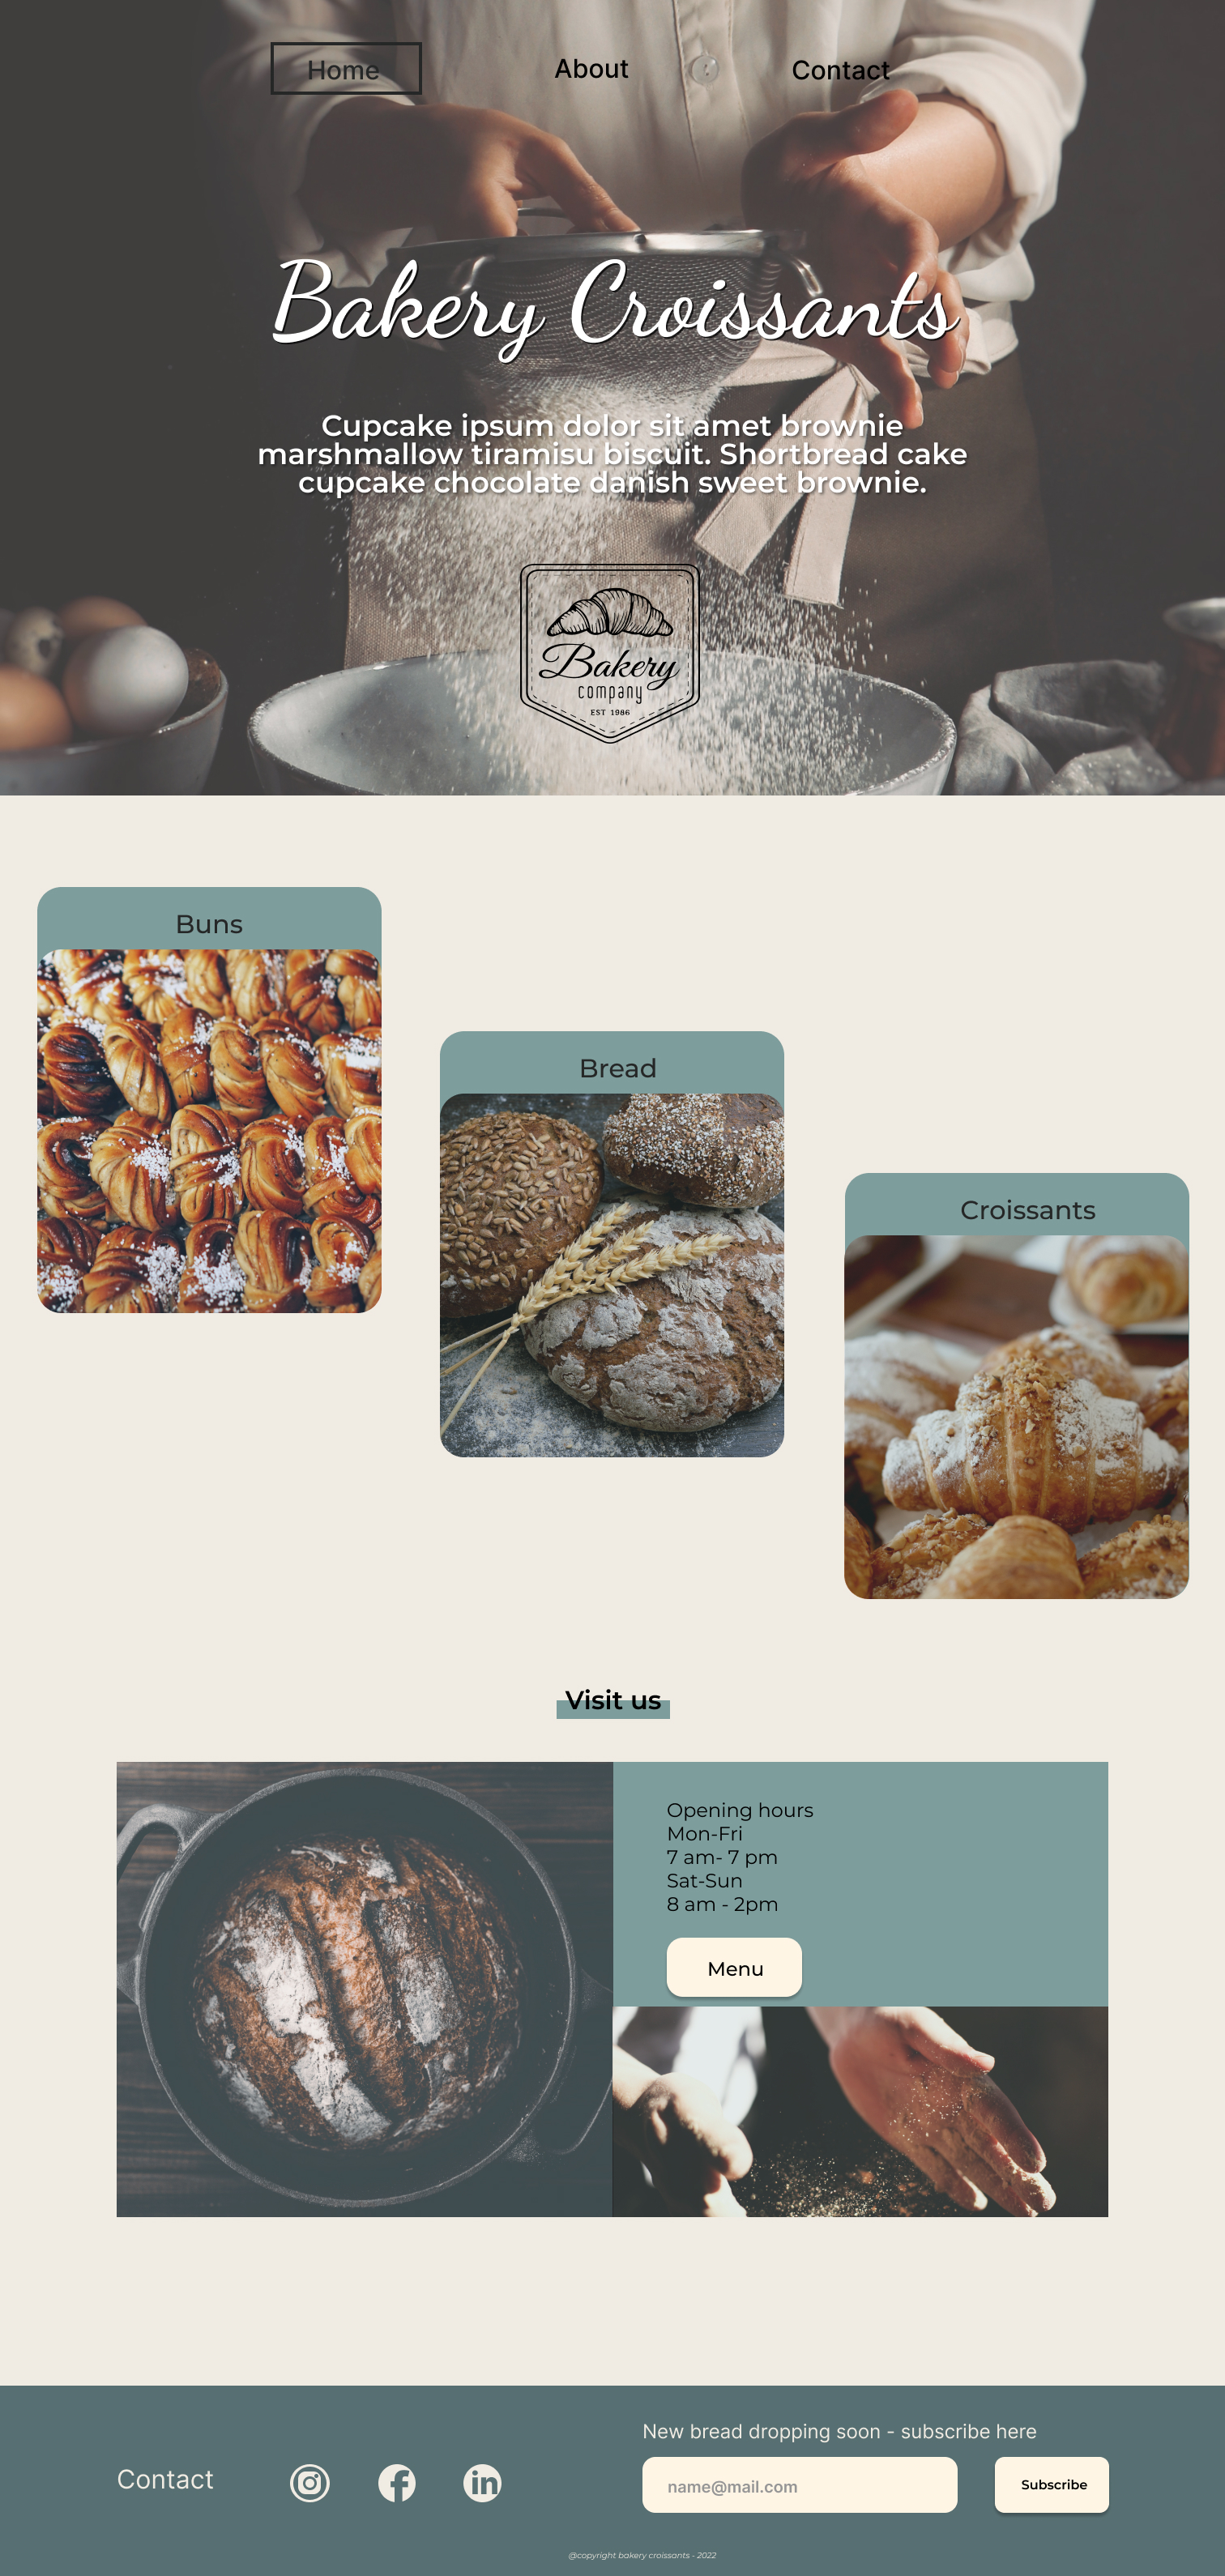 Home
About
Contact
Bakery Croissants
Cupcake ipsum dolor sit amet brownie
marshmallow tiramisu biscuit. Shortbread cake
cupcake chocolate danish sweet brownie.
Bakery
company
EST 1986
Buns
Bread
Croissants
Visit us
Opening hours
Mon-Fri
7 am- 7 pm
Sat-Sun
8 am - 2pm
Menu
New bread dropping soon - subscribe here
Contact
in
name@mail.com
Subscribe
@copyright bakery croissants - 2022